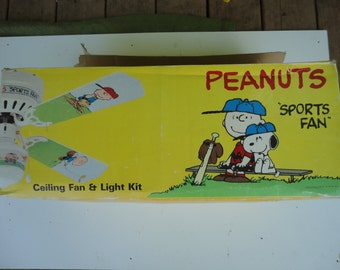 PEANUTS
"SPORTS
FAN"
Ceiling Fan & Light Kit